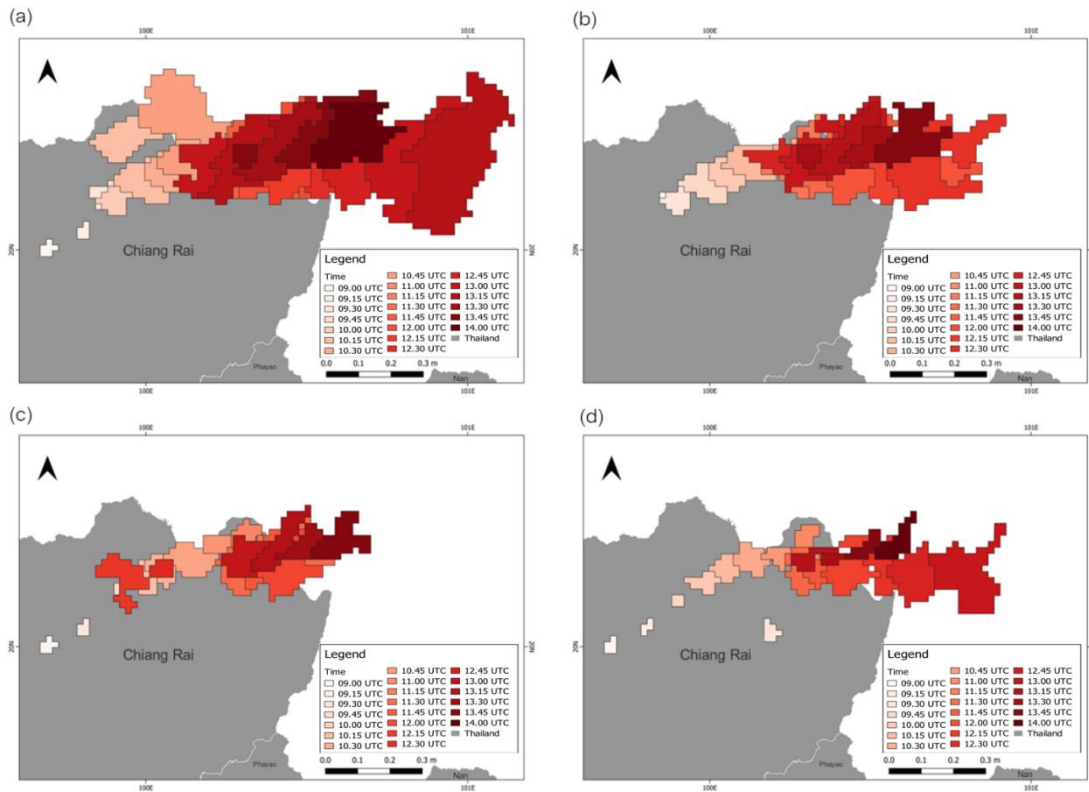 (a)
100E
101E
20N
20N
Chiang Rai
Phayao
Nan
100E
101E
Legend
Time
09.00 UTC
09.15 UTC
09.30 UTC
09.45 UTC
10.00 UTC
10.15 UTC
10.30 UTC
10.45 UTC
11.00 UTC
11.15 UTC
11.30 UTC
11.45 UTC
12.00 UTC
12.15 UTC
12.30 UTC
12.45 UTC
13.00 UTC
13.15 UTC
13.30 UTC
13.45 UTC
14.00 UTC
Thailand
0.0 0.1 0.2 0.3 m
(b)
100E
101E
20N
20N
Chiang Rai
Phayao
Nan
100E
101E
Legend
Time
09.00 UTC
09.15 UTC
09.30 UTC
09.45 UTC
10.00 UTC
10.15 UTC
10.30 UTC
10.45 UTC
11.00 UTC
11.15 UTC
11.30 UTC
11.45 UTC
12.00 UTC
12.15 UTC
12.30 UTC
12.45 UTC
13.00 UTC
13.15 UTC
13.30 UTC
13.45 UTC
14.00 UTC
Thailand
0.0 0.1 0.2 0.3 m
(c)
100E
101E
20N
20N
Chiang Rai
Phayao
Nan
100E
101E
Legend
Time
09.00 UTC
09.15 UTC
09.30 UTC
09.45 UTC
10.00 UTC
10.15 UTC
10.30 UTC
10.45 UTC
11.00 UTC
11.15 UTC
11.30 UTC
11.45 UTC
12.00 UTC
12.15 UTC
12.30 UTC
12.45 UTC
13.00 UTC
13.15 UTC
13.30 UTC
13.45 UTC
14.00 UTC
Thailand
0.0 0.1 0.2 0.3 m
(d)
100E
101E
20N
20N
Chiang Rai
Phayao
Nan
100E
101E
Legend
Time
09.00 UTC
09.15 UTC
09.30 UTC
09.45 UTC
10.00 UTC
10.15 UTC
10.30 UTC
10.45 UTC
11.00 UTC
11.15 UTC
11.30 UTC
11.45 UTC
12.00 UTC
12.15 UTC
12.30 UTC
12.45 UTC
13.00 UTC
13.15 UTC
13.30 UTC
13.45 UTC
14.00 UTC
Thailand
0.0 0.1 0.2 0.3 m